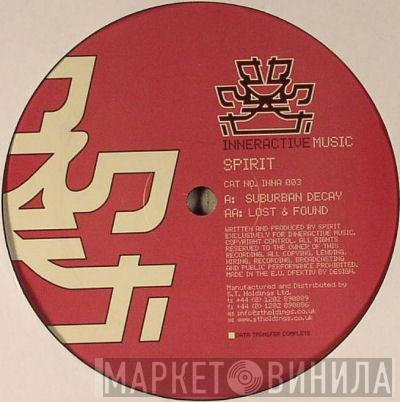 INNERACTIVE MUSIC
SPIRIT
CAT NO. INNA 003
A: SUBURBAN DECAY
AA: LOST & FOUND
WRITTEN AND PRODUCED BY SPIRIT
EXCLUSIVELY FOR INNERACTIVE MUSIC.
COPYRIGHT CONTROL. ALL RIGHTS
RESERVED TO THE OWNER OF THIS
RECORDING. ALL COPYING, LENDING,
HIRING, RECORDING, BROADCASTING
AND PUBLIC PERFORMANCE PROHIBITED.
MADE IN THE E.U. DFEKTD BY DESIGN.
Manufactured and Distributed by
S.T. Holdings Ltd.
t: +44 (0) 1202 890889
f: +44 (0) 1202 890886
e: info@stholdings.co.uk
w: www.stholdings.co.uk
DATA TRANSFER COMPLETE
МАРКЕТ ВИНИЛА